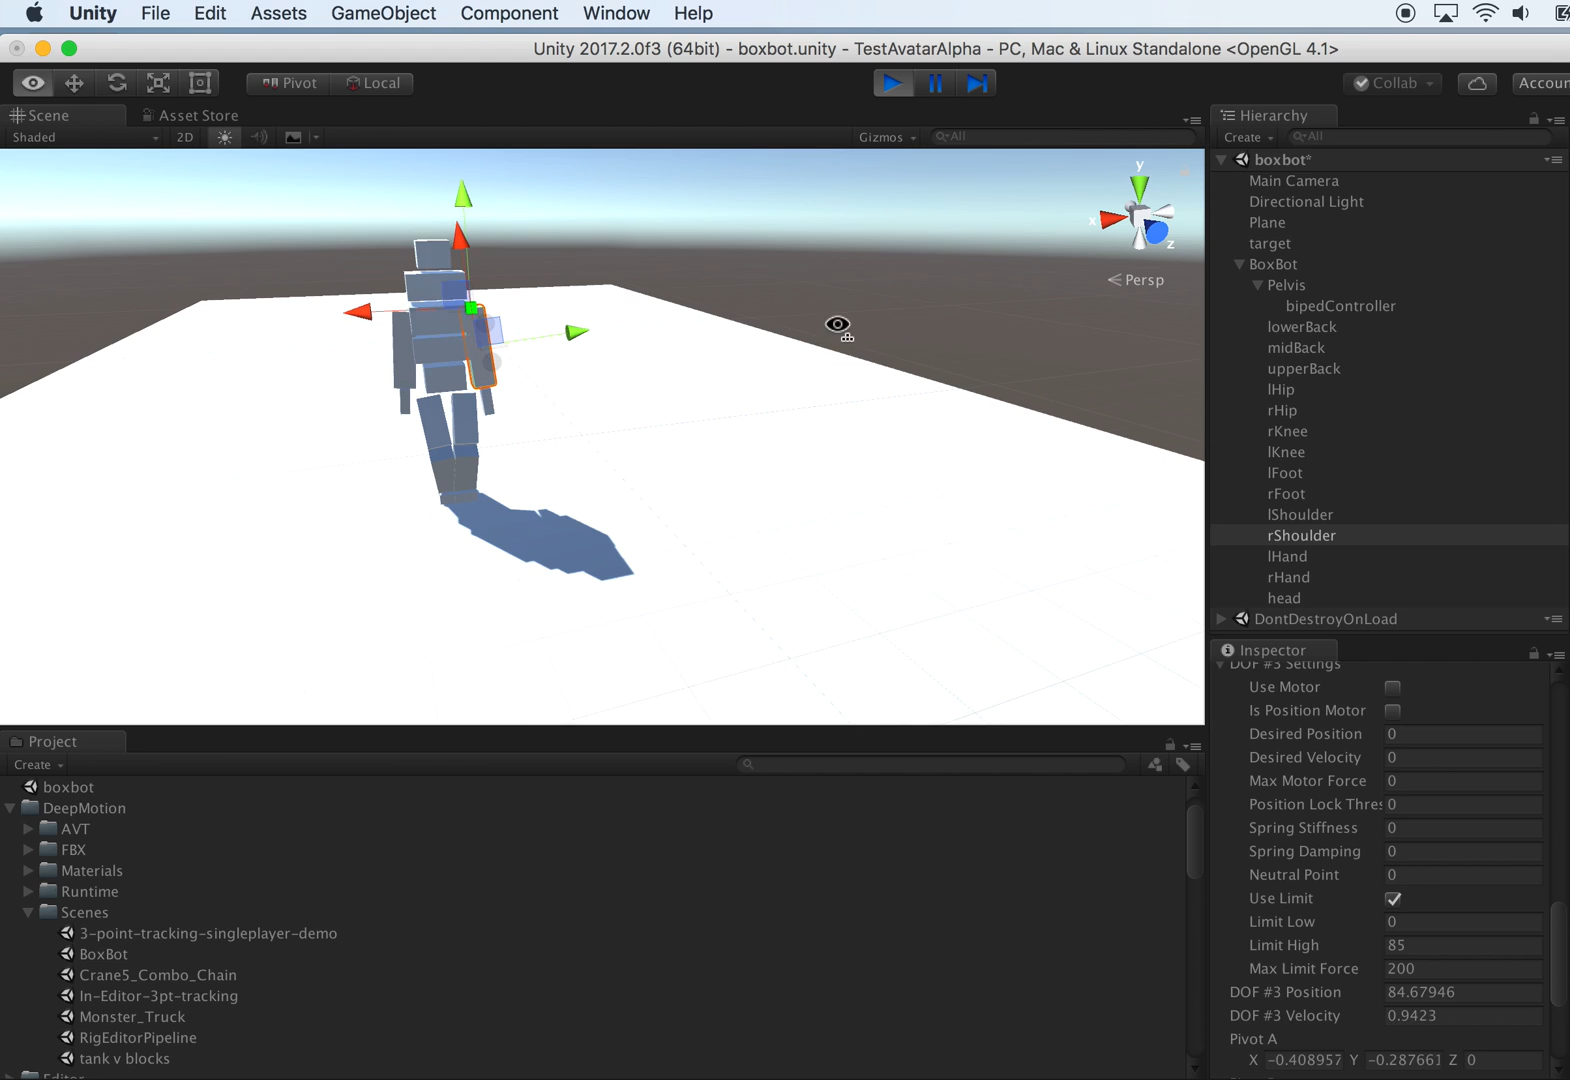 Unity File Edit Assets GameObject Component Window Help
Unity 2017.2.0f3 (64bit) - boxbot.unity - TestAvatarAlpha - PC, Mac & Linux Standalone <OpenGL 4.1>
Pivot Local Collab Accoun
Scene Asset Store
Shaded 2D Gizmos All
y
x
z
Persp
Hierarchy
Create All
boxbot*
Main Camera
Directional Light
Plane
target
BoxBot
Pelvis
bipedController
lowerBack
midBack
upperBack
lHip
rHip
rKnee
lKnee
lFoot
rFoot
lShoulder
rShoulder
lHand
rHand
head
DontDestroyOnLoad
Inspector
DOF #3 Settings
Use Motor
Is Position Motor
Desired Position 0
Desired Velocity 0
Max Motor Force 0
Position Lock Thres 0
Spring Stiffness 0
Spring Damping 0
Neutral Point 0
Use Limit
Limit Low 0
Limit High 85
Max Limit Force 200
DOF #3 Position 84.67946
DOF #3 Velocity 0.9423
Pivot A
X -0.408957 Y -0.287661 Z 0
Project
Create
boxbot
DeepMotion
AVT
FBX
Materials
Runtime
Scenes
3-point-tracking-singleplayer-demo
BoxBot
Crane5_Combo_Chain
In-Editor-3pt-tracking
Monster_Truck
RigEditorPipeline
tank v blocks
Editor